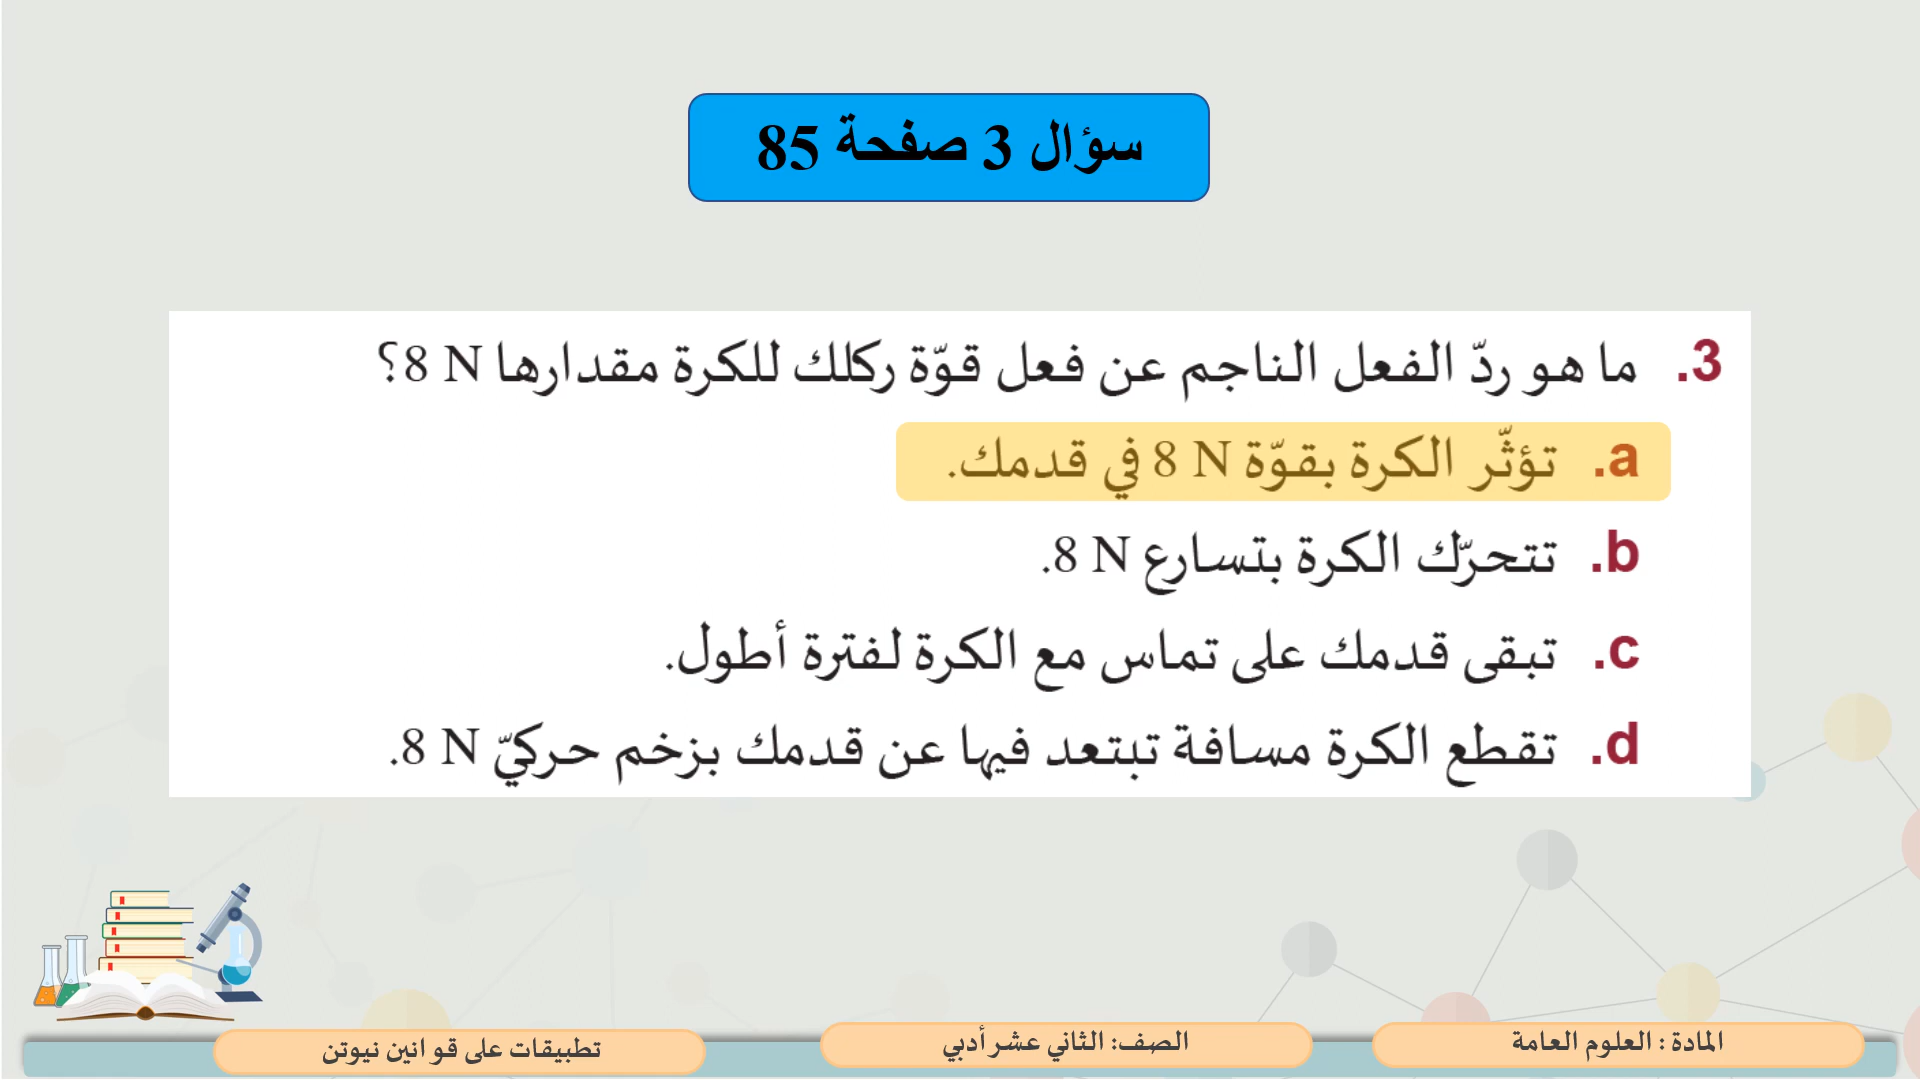 سؤال 3 صفحة 85
3. ما هو ردّ الفعل الناجم عن فعل قوّة ركلك للكرة مقدارها 8 N؟
a. تؤثّر الكرة بقوّة 8 N في قدمك.
b. تتحرّك الكرة بتسارع 8 N.
c. تبقى قدمك على تماس مع الكرة لفترة أطول.
d. تقطع الكرة مسافة تبتعد فيها عن قدمك بزخم حركيّ 8 N.
المادة : العلوم العامة
الصف: الثاني عشر أدبي
تطبيقات على قوانين نيوتن